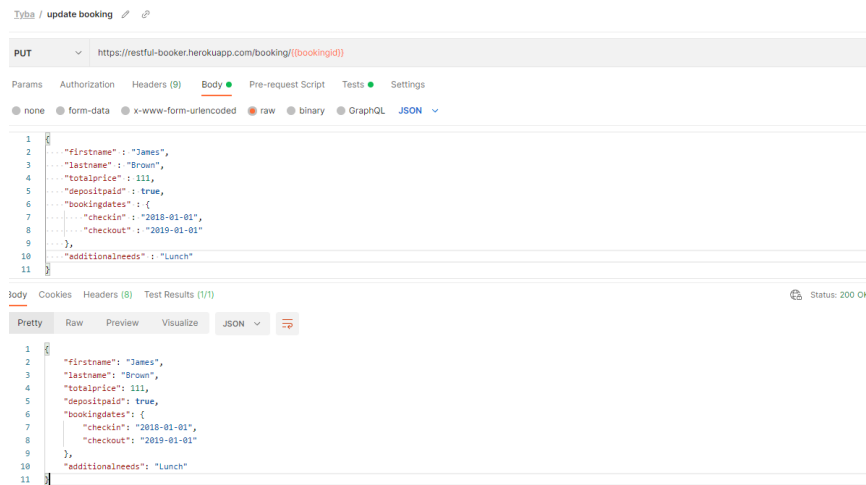 Tyba / update booking
PUT https://restful-booker.herokuapp.com/booking/{{bookingid}}
Params Authorization Headers (9) Body Pre-request Script Tests Settings
none form-data x-www-form-urlencoded raw binary GraphQL JSON
1 {
2 "firstname" : "James",
3 "lastname" : "Brown",
4 "totalprice" : 111,
5 "depositpaid" : true,
6 "bookingdates" : {
7 "checkin" : "2018-01-01",
8 "checkout" : "2019-01-01"
9 },
10 "additionalneeds" : "Lunch"
11 }
Body Cookies Headers (8) Test Results (1/1) Status: 200 OK
Pretty Raw Preview Visualize JSON
1 {
2 "firstname": "James",
3 "lastname": "Brown",
4 "totalprice": 111,
5 "depositpaid": true,
6 "bookingdates": {
7 "checkin": "2018-01-01",
8 "checkout": "2019-01-01"
9 },
10 "additionalneeds": "Lunch"
11 }